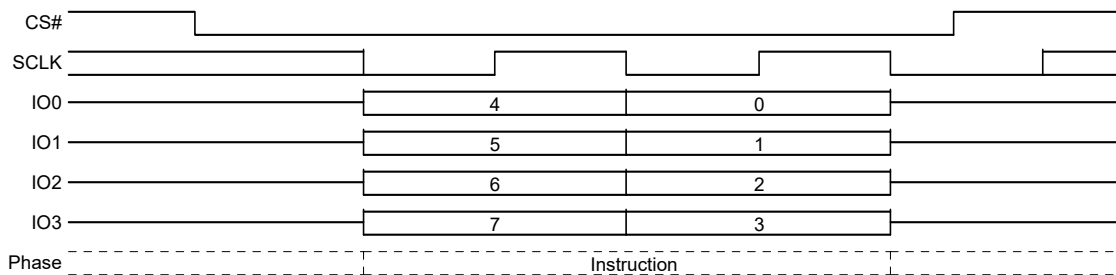 CS#
SCLK
IO0 4 0
IO1 5 1
IO2 6 2
IO3 7 3
Phase Instruction